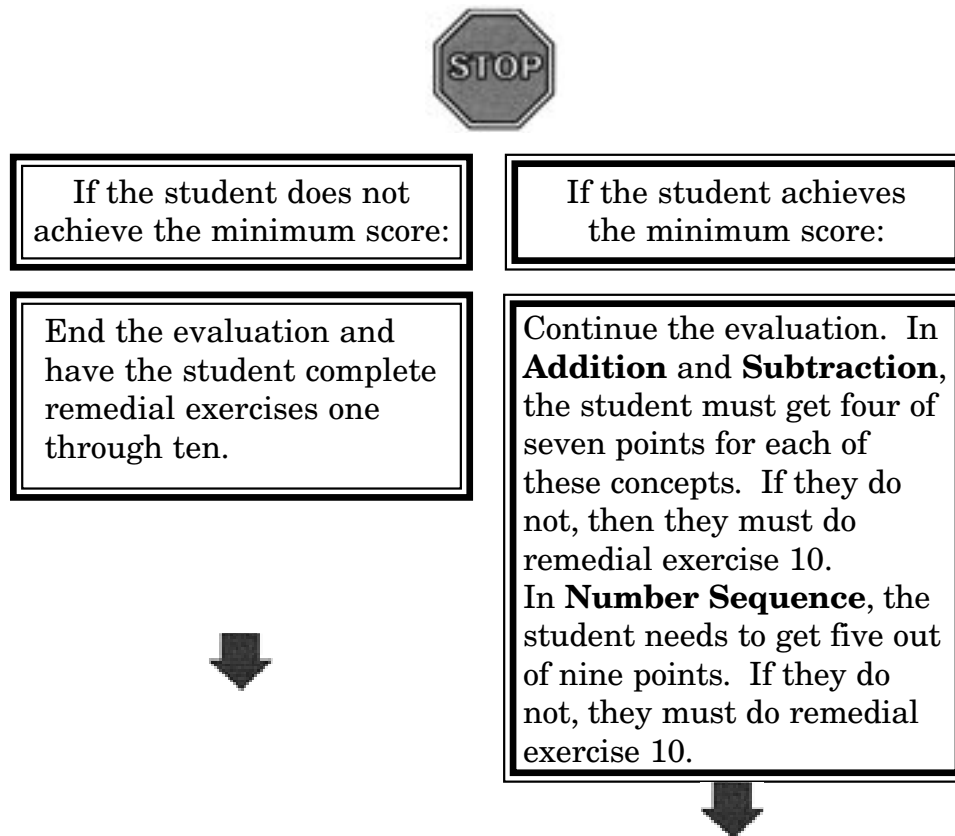 STOP
If the student does not
achieve the minimum score:
If the student achieves
the minimum score:
End the evaluation and
have the student complete
remedial exercises one
through ten.
Continue the evaluation.  In
Addition and Subtraction,
the student must get four of
seven points for each of
these concepts.  If they do
not, then they must do
remedial exercise 10.
In Number Sequence, the
student needs to get five out
of nine points.  If they do
not, they must do remedial
exercise 10.